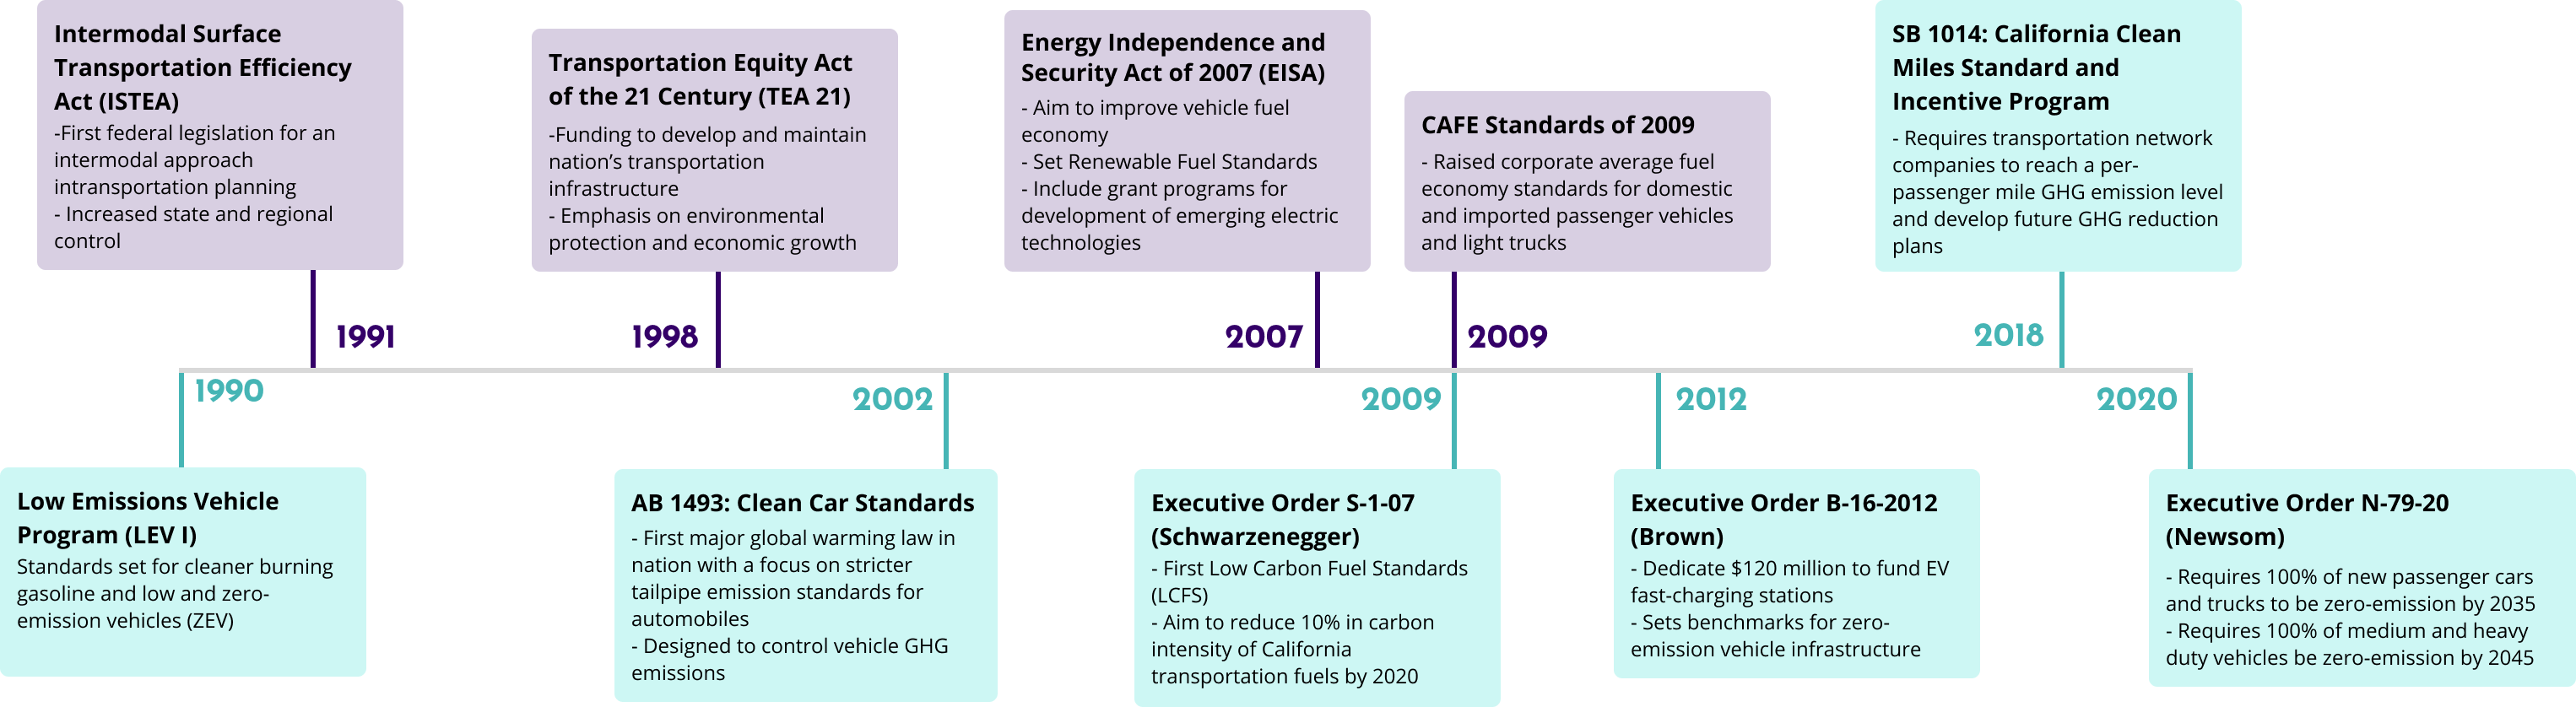 Intermodal Surface
Transportation Efficiency
Act (ISTEA)
-First federal legislation for an
intermodal approach
intransportation planning
- Increased state and regional
control
1991
Transportation Equity Act
of the 21 Century (TEA 21)
-Funding to develop and maintain
nation’s transportation
infrastructure
- Emphasis on environmental
protection and economic growth
1998
Energy Independence and
Security Act of 2007 (EISA)
- Aim to improve vehicle fuel
economy
- Set Renewable Fuel Standards
- Include grant programs for
development of emerging electric
technologies
2007
CAFE Standards of 2009
- Raised corporate average fuel
economy standards for domestic
and imported passenger vehicles
and light trucks
2009
SB 1014: California Clean
Miles Standard and
Incentive Program
- Requires transportation network
companies to reach a per-
passenger mile GHG emission level
and develop future GHG reduction
plans
2018
1990
Low Emissions Vehicle
Program (LEV I)
Standards set for cleaner burning
gasoline and low and zero-
emission vehicles (ZEV)
2002
AB 1493: Clean Car Standards
- First major global warming law in
nation with a focus on stricter
tailpipe emission standards for
automobiles
- Designed to control vehicle GHG
emissions
2009
Executive Order S-1-07
(Schwarzenegger)
- First Low Carbon Fuel Standards
(LCFS)
- Aim to reduce 10% in carbon
intensity of California
transportation fuels by 2020
2012
Executive Order B-16-2012
(Brown)
- Dedicate $120 million to fund EV
fast-charging stations
- Sets benchmarks for zero-
emission vehicle infrastructure
2020
Executive Order N-79-20
(Newsom)
- Requires 100% of new passenger cars
and trucks to be zero-emission by 2035
- Requires 100% of medium and heavy
duty vehicles be zero-emission by 2045